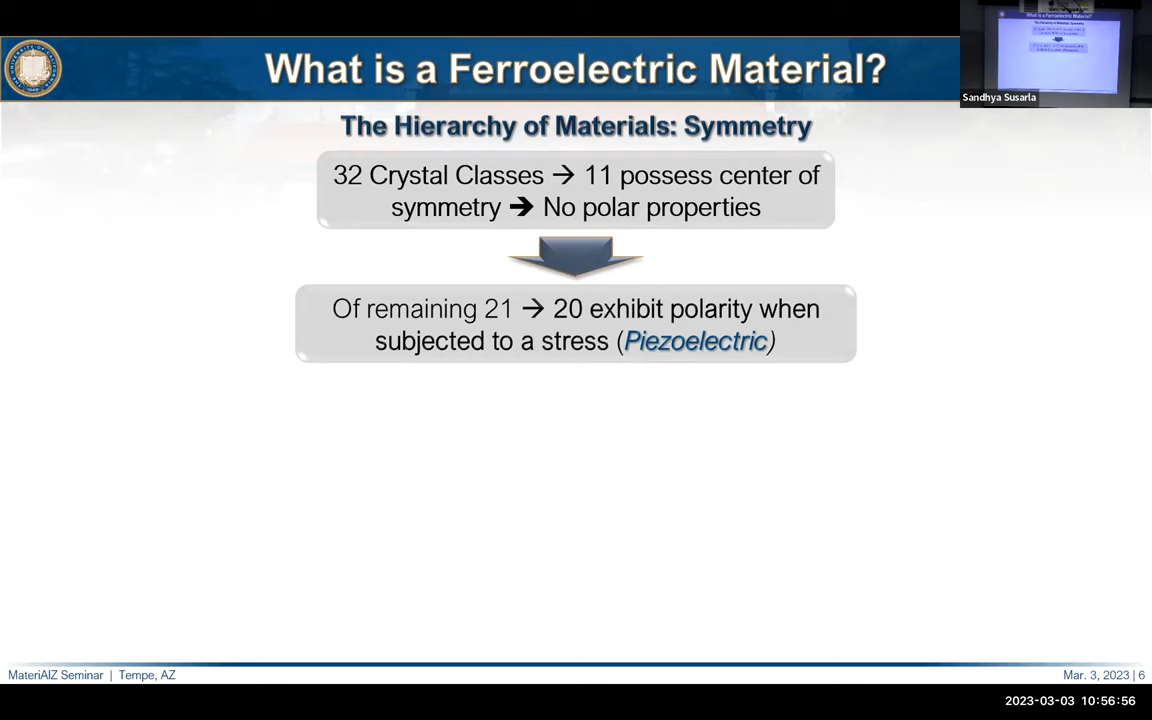 What is a Ferroelectric Material?
Sandhya Susarla
The Hierarchy of Materials: Symmetry
32 Crystal Classes → 11 possess center of
symmetry ➔ No polar properties
Of remaining 21 → 20 exhibit polarity when
subjected to a stress (Piezoelectric)
MateriAlZ Seminar | Tempe, AZ
Mar. 3, 2023 | 6
2023-03-03 10:56:56